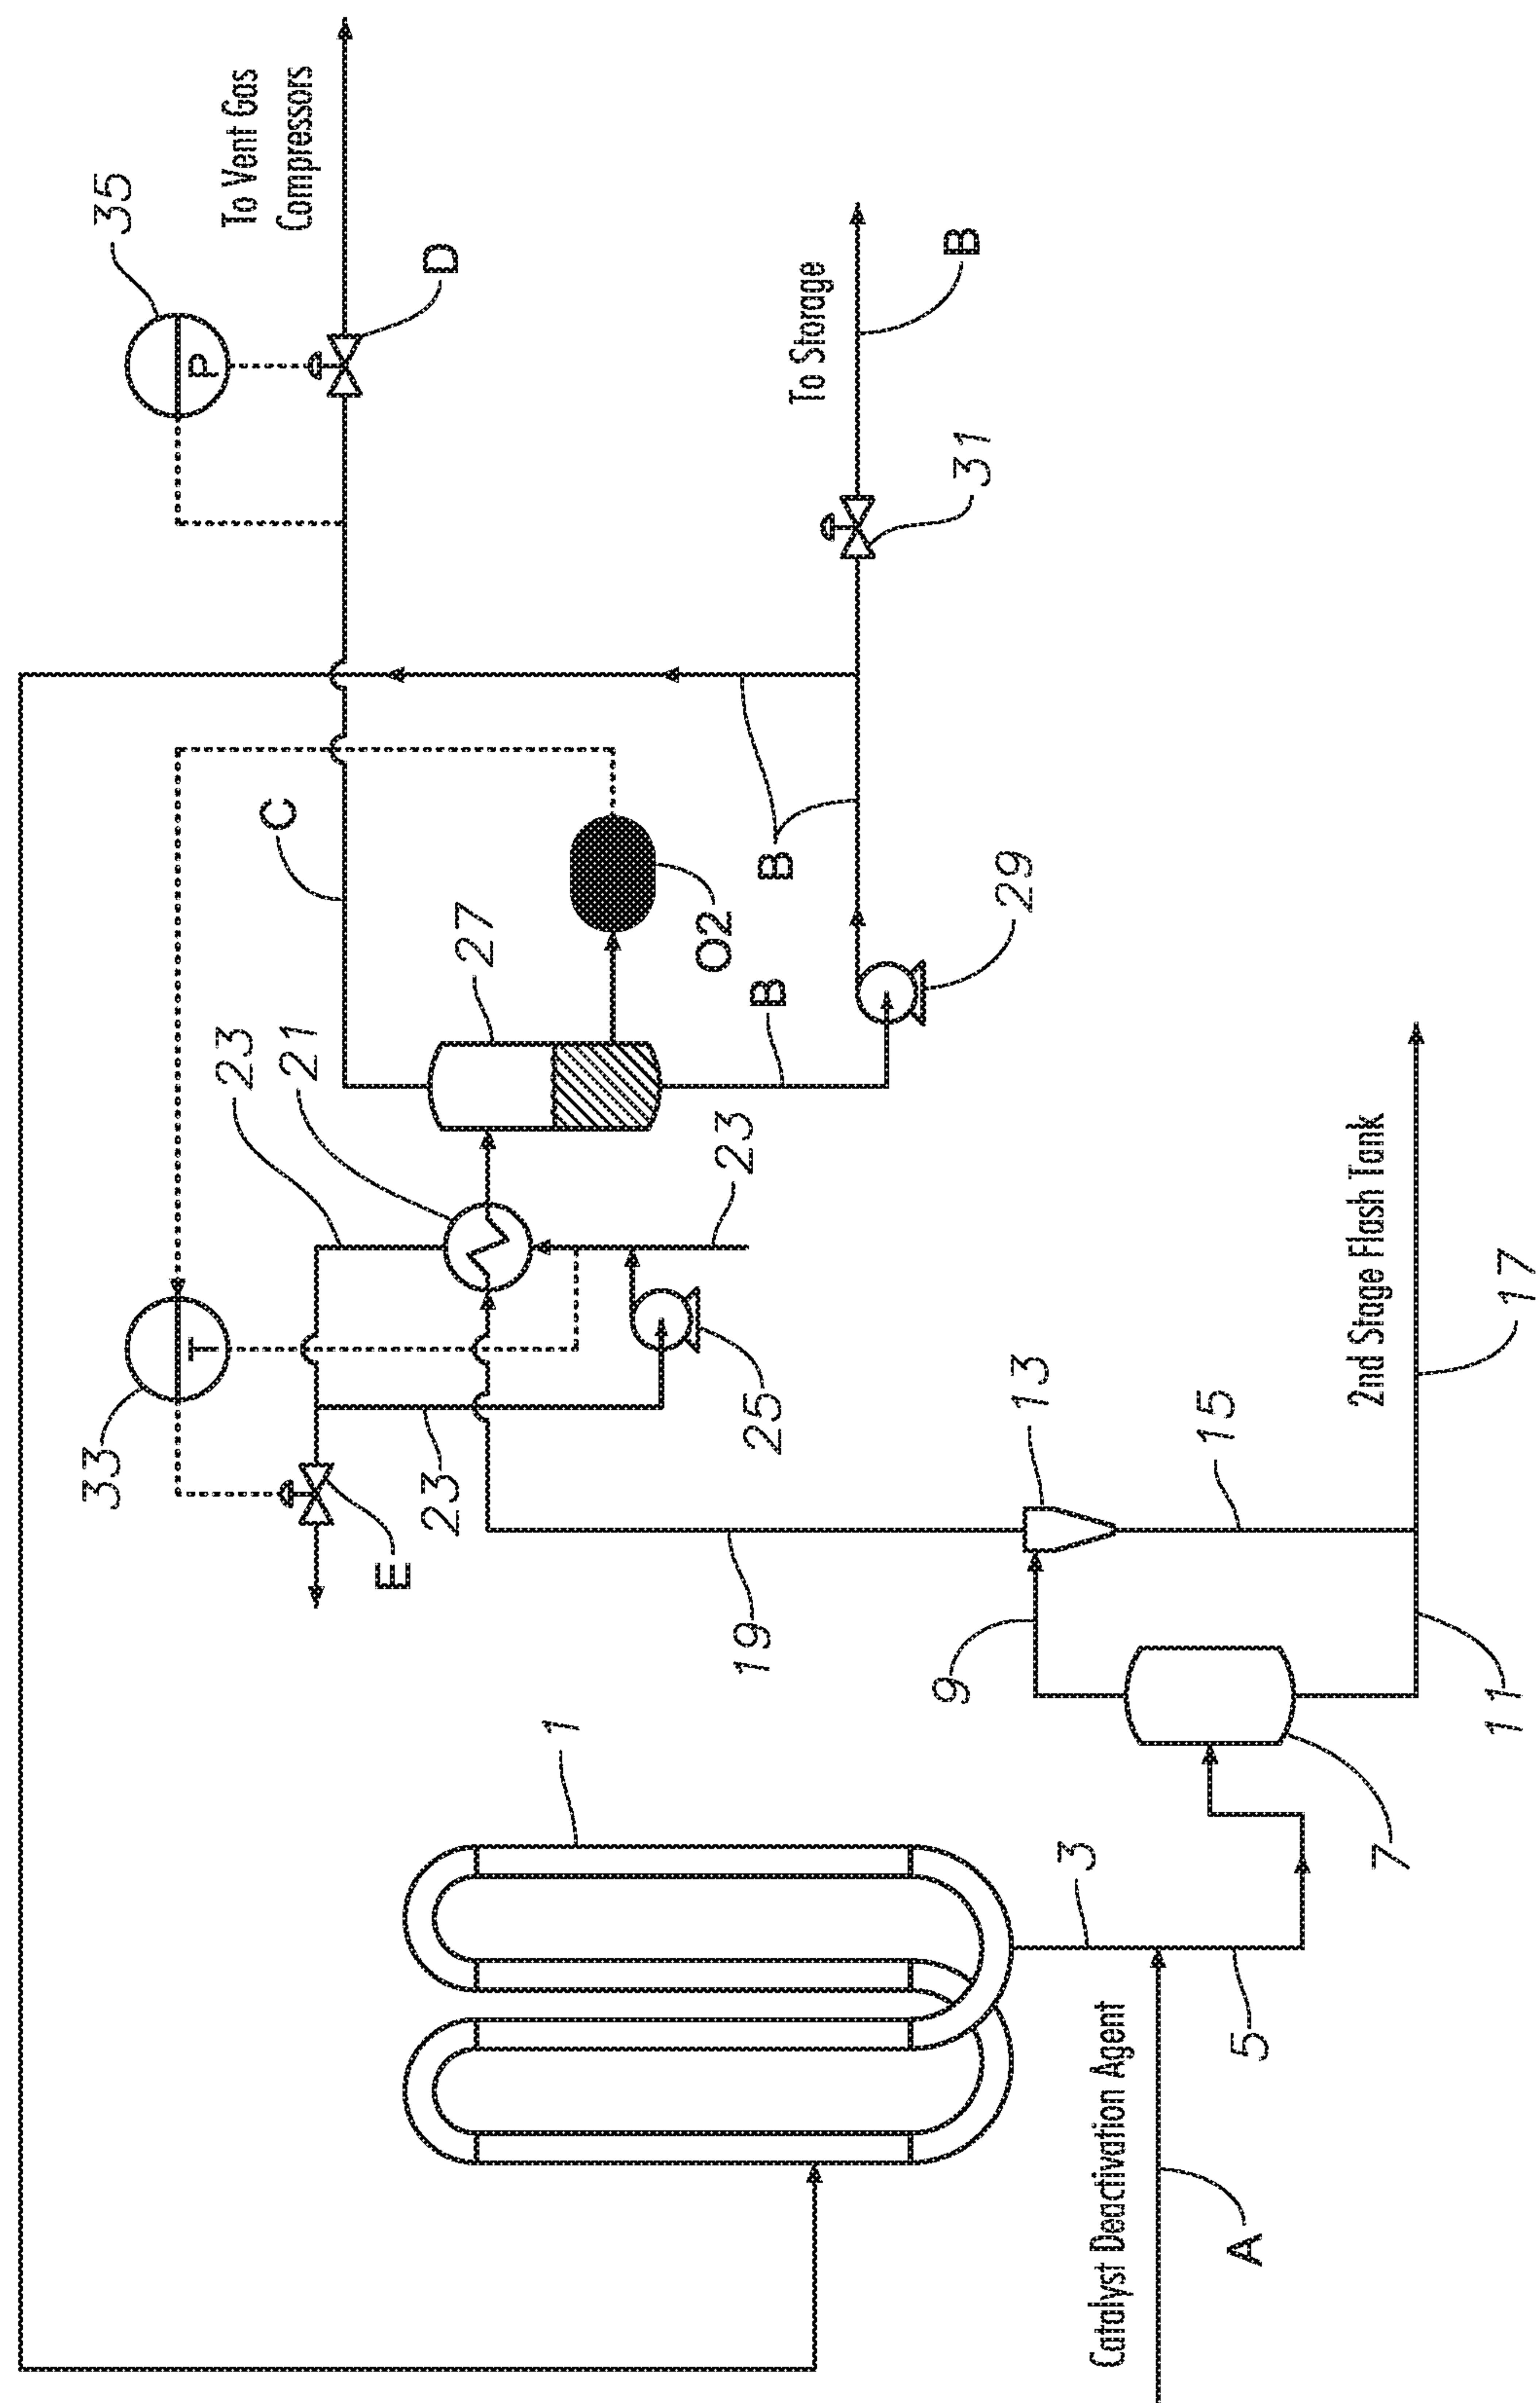 35
To Vent Gas
Compressors
P
D
To Storage
B
31
C
B
27
O2
29
B
23
21
23
33
T
E
23
25
19
13
15
2nd Stage Flash Tank
17
9
11
7
1
3
5
Catalyst Deactivation Agent
A